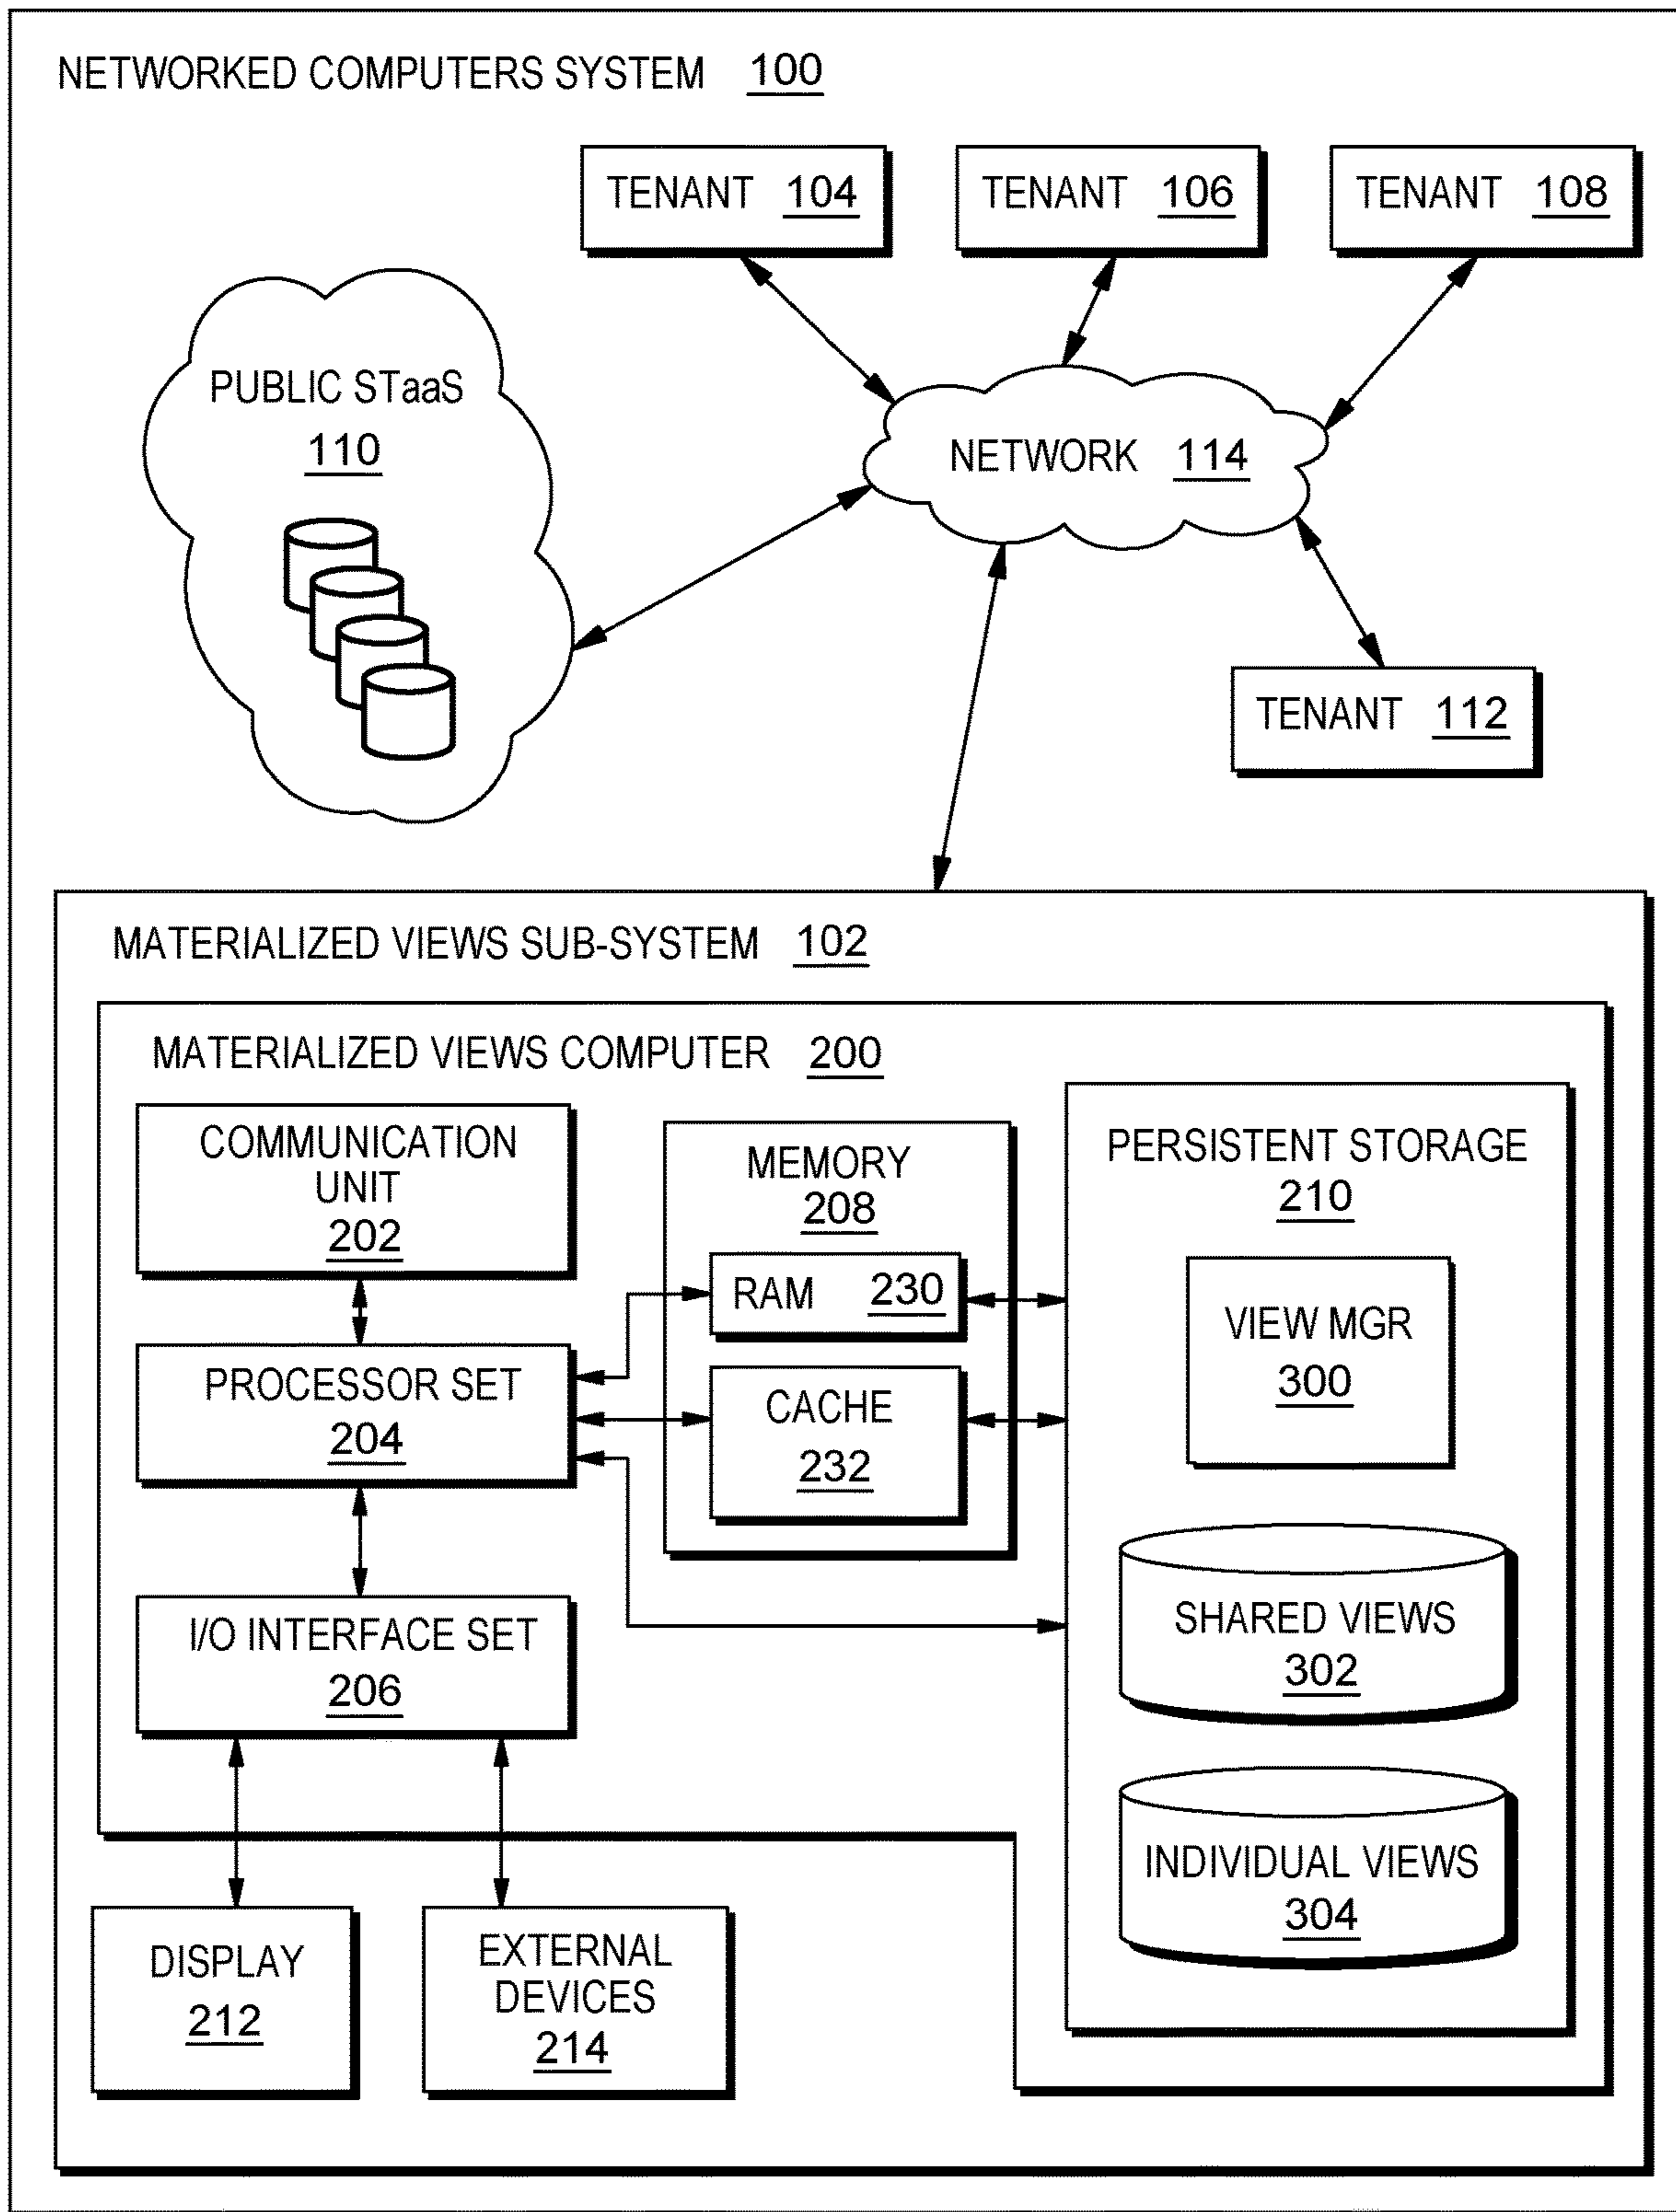 NETWORKED COMPUTERS SYSTEM 100
TENANT 104
TENANT 106
TENANT 108
PUBLIC STaaS
110
NETWORK 114
TENANT 112
MATERIALIZED VIEWS SUB-SYSTEM 102
MATERIALIZED VIEWS COMPUTER 200
COMMUNICATION
UNIT
202
PROCESSOR SET
204
I/O INTERFACE SET
206
MEMORY
208
RAM 230
CACHE
232
PERSISTENT STORAGE
210
VIEW MGR
300
SHARED VIEWS
302
INDIVIDUAL VIEWS
304
DISPLAY
212
EXTERNAL
DEVICES
214